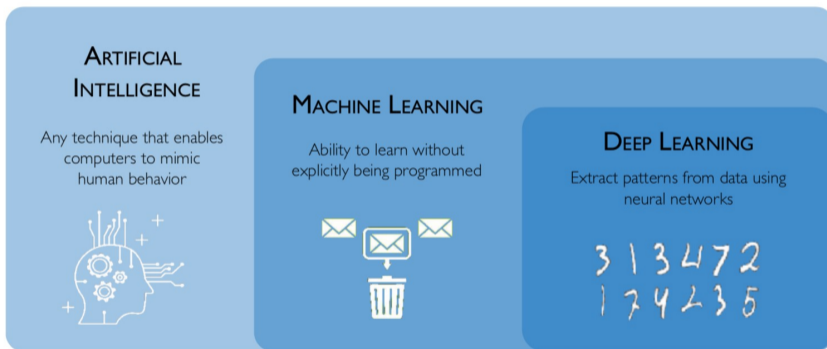 ARTIFICIAL
INTELLIGENCE
Any technique that enables
computers to mimic
human behavior
MACHINE LEARNING
Ability to learn without
explicitly being programmed
DEEP LEARNING
Extract patterns from data using
neural networks
3 1 3 4 7 2
1 7 4 2 3 5